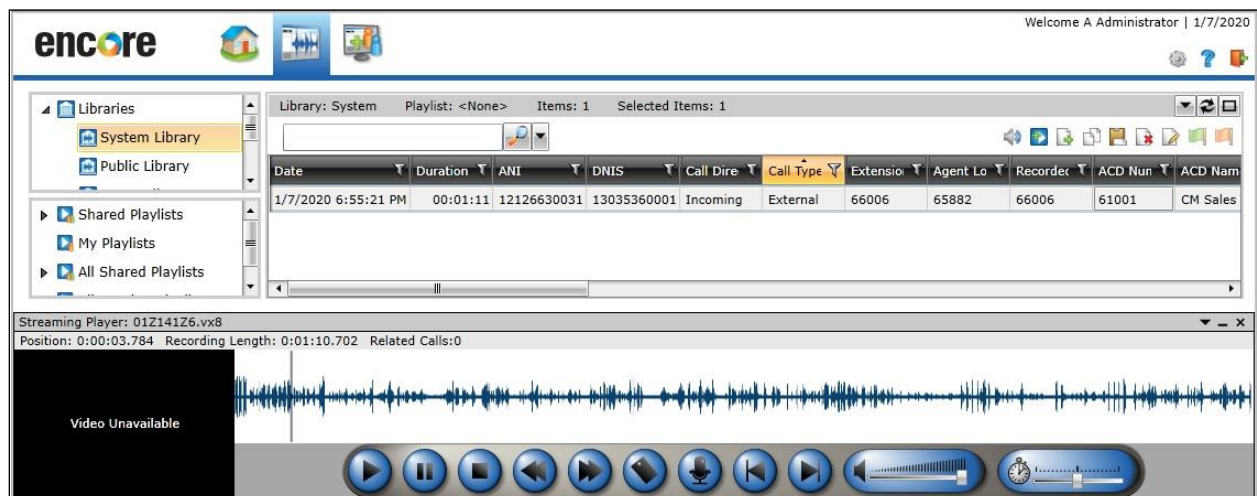 Welcome A Administrator | 1/7/2020
encore
Libraries
System Library
Public Library
Shared Playlists
My Playlists
All Shared Playlists
Library: System Playlist: <None> Items: 1 Selected Items: 1
Date Duration ANI DNIS Call Dire Call Type Extensio Agent Lo Recorder ACD Nun ACD Nam
1/7/2020 6:55:21 PM 00:01:11 12126630031 13035360001 Incoming External 66006 65882 66006 61001 CM Sales
Streaming Player: 01Z141Z6.vx8
Position: 0:00:03.784 Recording Length: 0:01:10.702 Related Calls:0
Video Unavailable